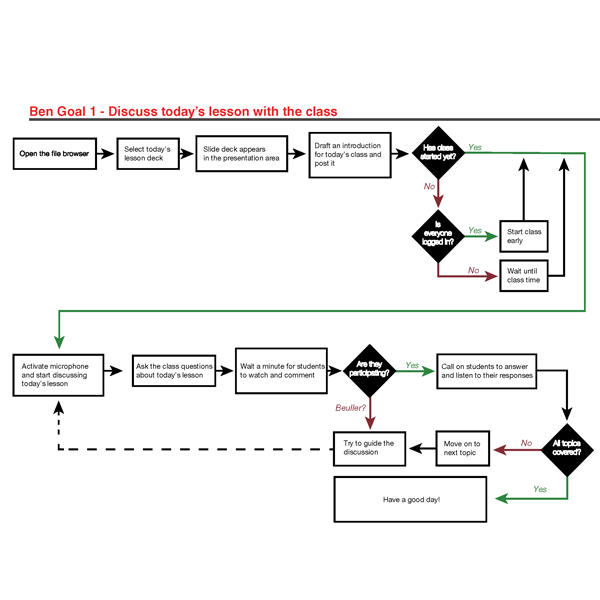 Ben Goal 1 - Discuss today's lesson with the class
Open the file browser
Select today's
lesson deck
Slide deck appears
in the presentation area
Draft an introduction
for today's class and
post it
Has class
started yet?
Yes
No
Is
everyone
logged in?
Yes
Start class
early
No
Wait until
class time
Activate microphone
and start discussing
today's lesson
Ask the class questions
about today's lesson
Wait a minute for students
to watch and comment
Are they
participating?
Yes
Call on students to answer
and listen to their responses
Beuller?
Try to guide the
discussion
Move on to
next topic
No
All topics
covered?
Yes
Have a good day!